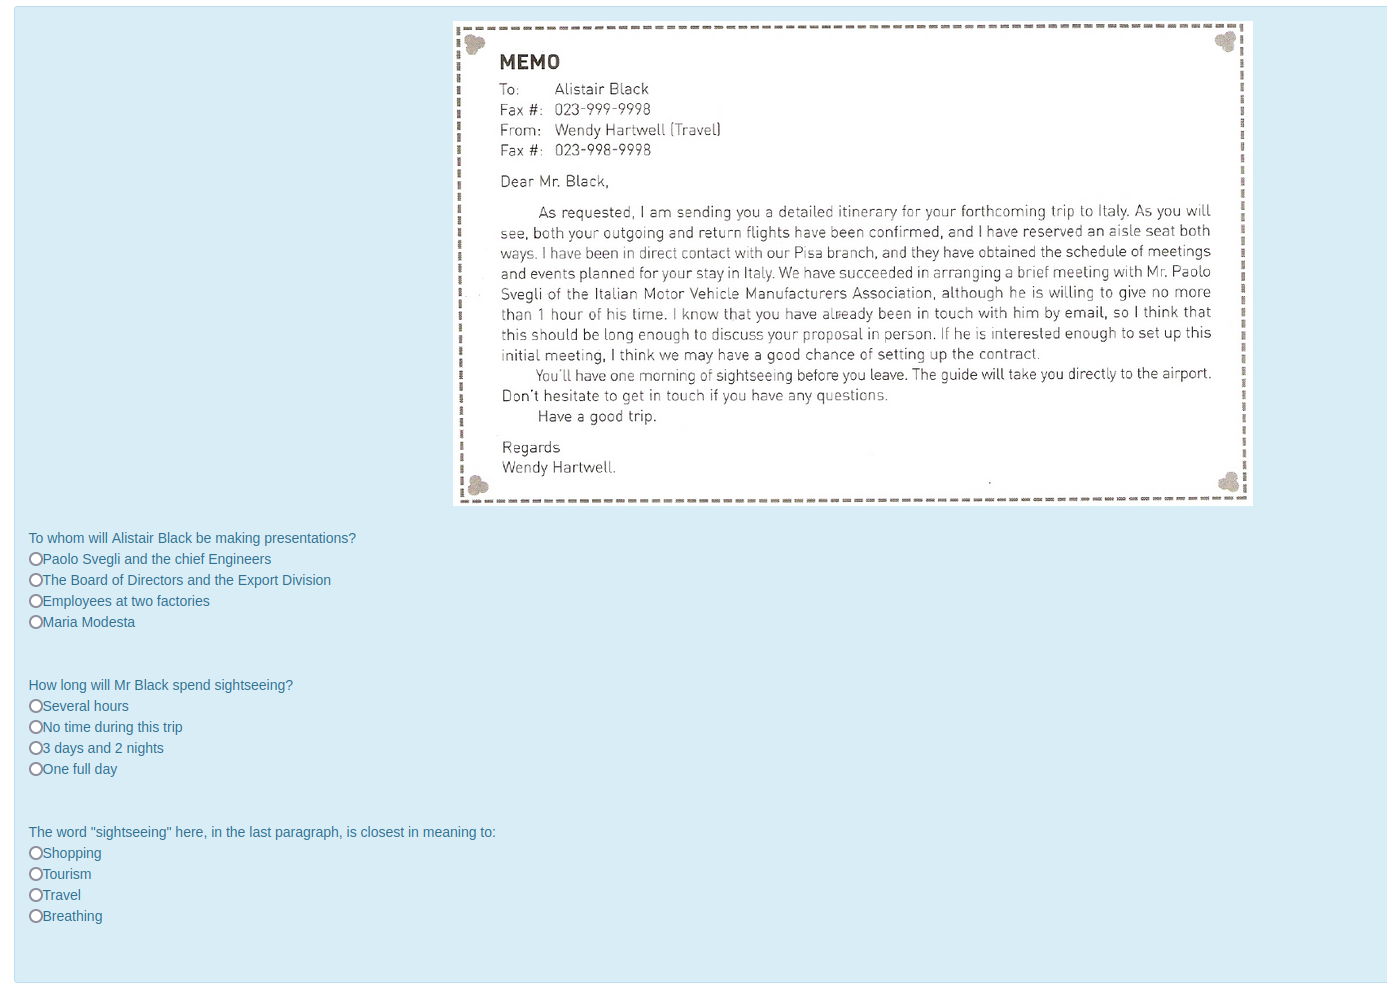 MEMO
To: Alistair Black
Fax #: 023-999-9998
From: Wendy Hartwell (Travel)
Fax #: 023-998-9998
Dear Mr. Black,
As requested, I am sending you a detailed itinerary for your forthcoming trip to Italy. As you will
see, both your outgoing and return flights have been confirmed, and I have reserved an aisle seat both
ways. I have been in direct contact with our Pisa branch, and they have obtained the schedule of meetings
and events planned for your stay in Italy. We have succeeded in arranging a brief meeting with Mr. Paolo
Svegli of the Italian Motor Vehicle Manufacturers Association, although he is willing to give no more
than 1 hour of his time. I know that you have already been in touch with him by email, so I think that
this should be long enough to discuss your proposal in person. If he is interested enough to set up this
initial meeting, I think we may have a good chance of setting up the contract.
You'll have one morning of sightseeing before you leave. The guide will take you directly to the airport.
Don't hesitate to get in touch if you have any questions.
Have a good trip.
Regards
Wendy Hartwell.
To whom will Alistair Black be making presentations?
Paolo Svegli and the chief Engineers
The Board of Directors and the Export Division
Employees at two factories
Maria Modesta
How long will Mr Black spend sightseeing?
Several hours
No time during this trip
3 days and 2 nights
One full day
The word "sightseeing" here, in the last paragraph, is closest in meaning to:
Shopping
Tourism
Travel
Breathing